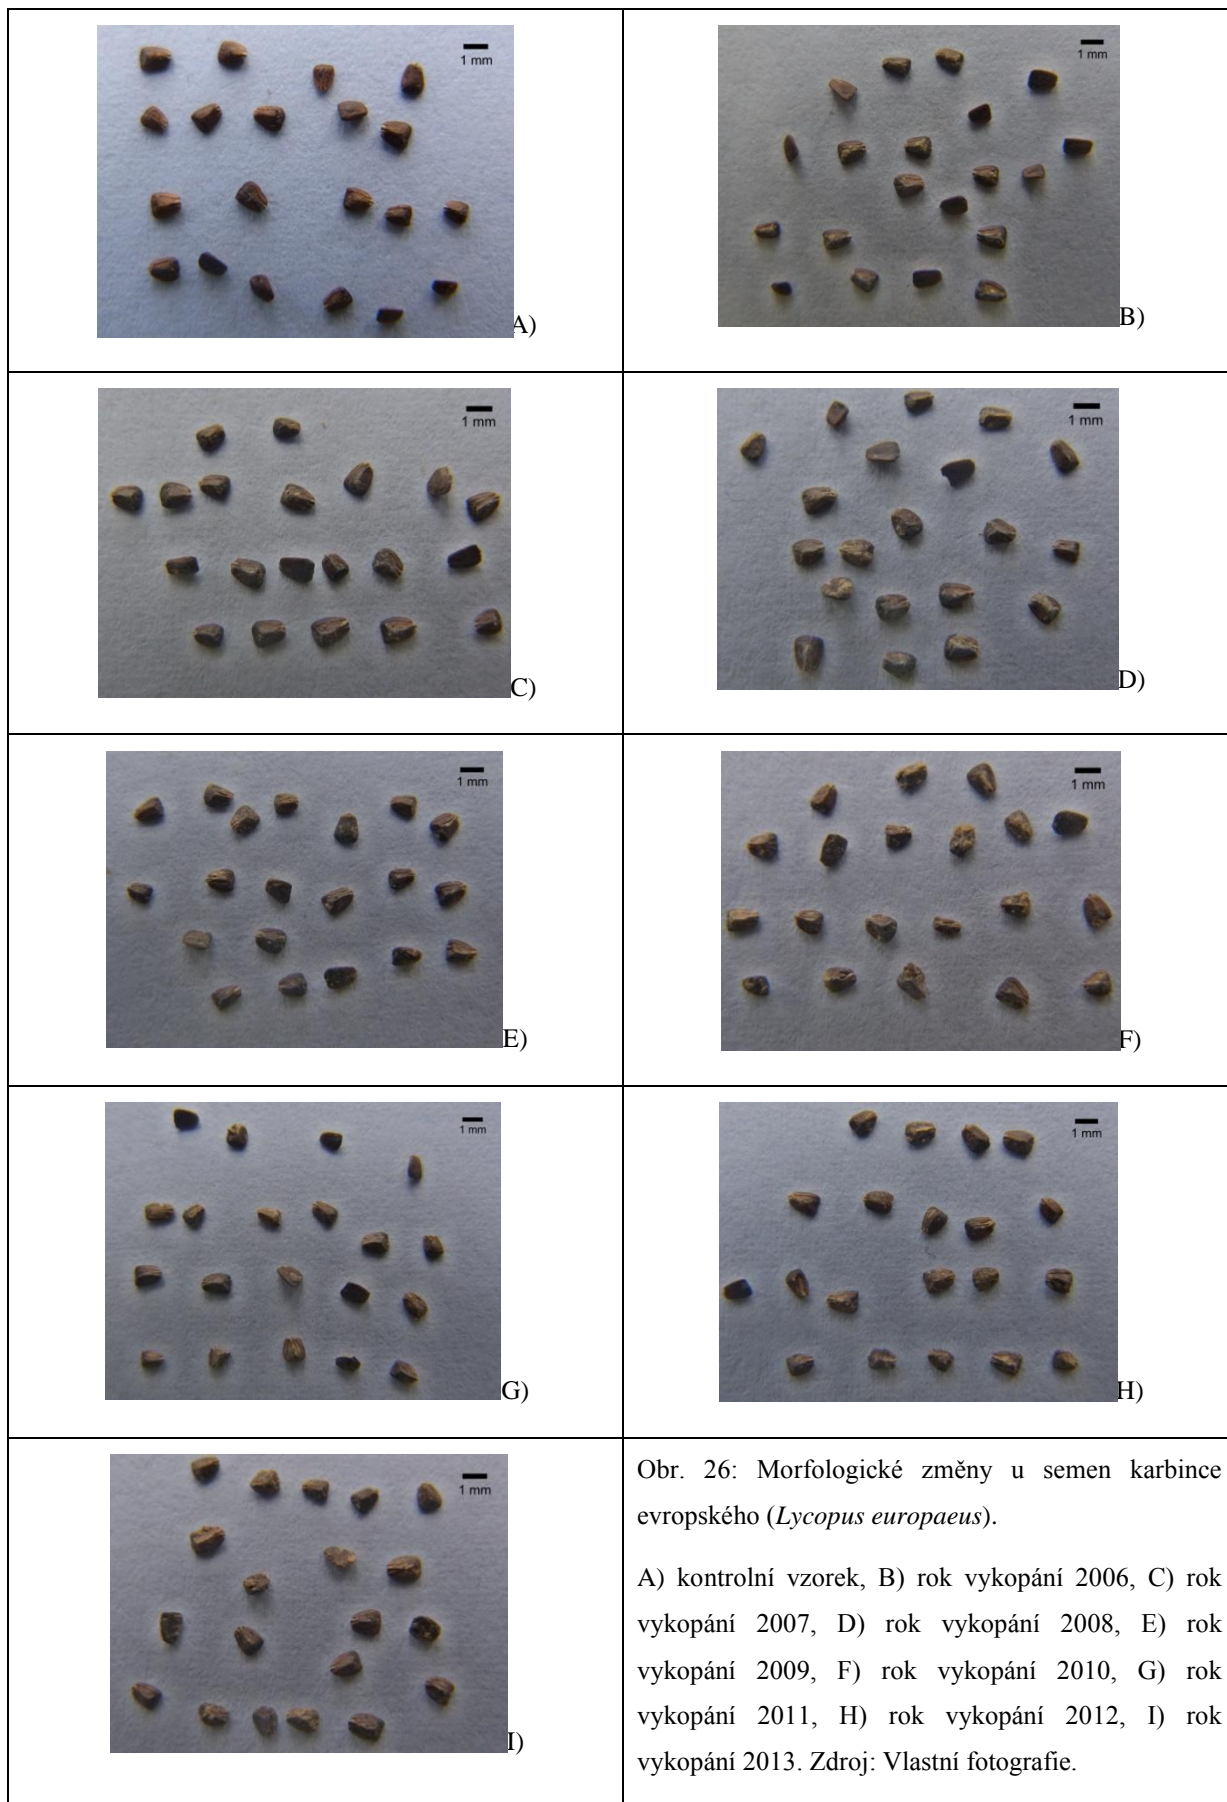 1 mm
A)
1 mm
B)
1 mm
C)
1 mm
D)
1 mm
E)
1 mm
F)
1 mm
G)
1 mm
H)
1 mm
I)
Obr. 26: Morfologické změny u semen karbince
evropského (Lycopus europaeus).
A) kontrolní vzorek, B) rok vykopání 2006, C) rok
vykopání 2007, D) rok vykopání 2008, E) rok
vykopání 2009, F) rok vykopání 2010, G) rok
vykopání 2011, H) rok vykopání 2012, I) rok
vykopání 2013. Zdroj: Vlastní fotografie.